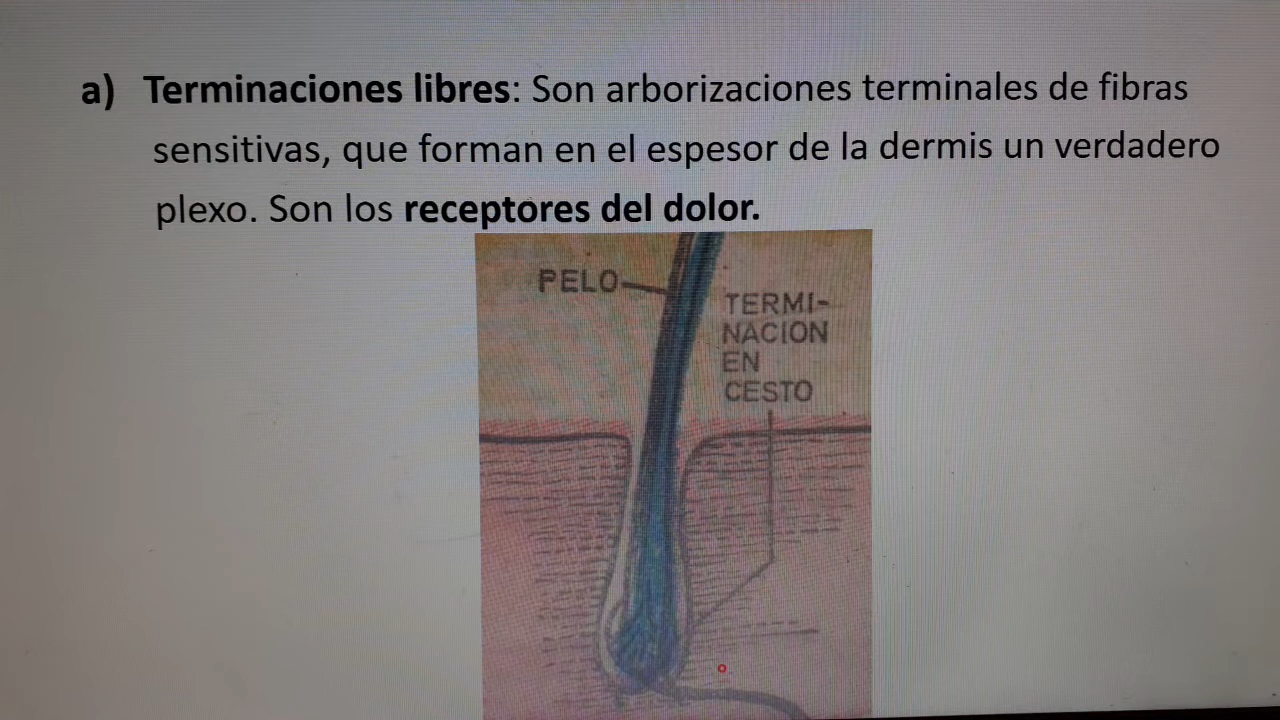 a) Terminaciones libres: Son arborizaciones terminales de fibras
sensitivas, que forman en el espesor de la dermis un verdadero
plexo. Son los receptores del dolor.
PELO
TERMI-
NACION
EN
CESTO